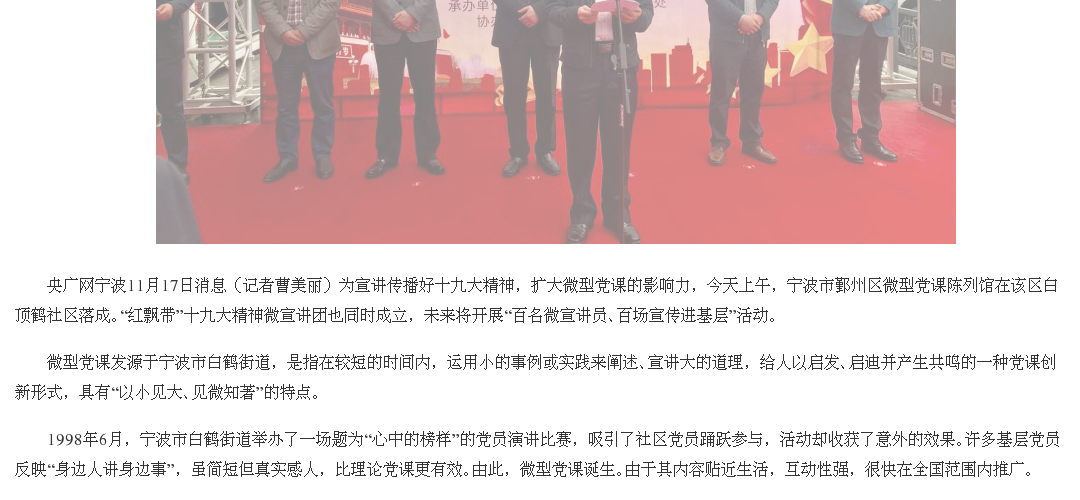 承办单位
处
协办
央广网宁波11月17日消息（记者曹美丽）为宣讲传播好十九大精神，扩大微型党课的影响力，今天上午，宁波市鄞州区微型党课陈列馆在该区白
顶鹤社区落成。“红飘带”十九大精神微宣讲团也同时成立，未来将开展“百名微宣讲员、百场宣传进基层”活动。
微型党课发源于宁波市白鹤街道，是指在较短的时间内，运用小的事例或实践来阐述、宣讲大的道理，给人以启发、启迪并产生共鸣的一种党课创
新形式，具有“以小见大、见微知著”的特点。
1998年6月，宁波市白鹤街道举办了一场题为“心中的榜样”的党员演讲比赛，吸引了社区党员踊跃参与，活动却收获了意外的效果。许多基层党员
反映“身边人讲身边事”，虽简短但真实感人，比理论党课更有效。由此，微型党课诞生。由于其内容贴近生活，互动性强，很快在全国范围内推广。